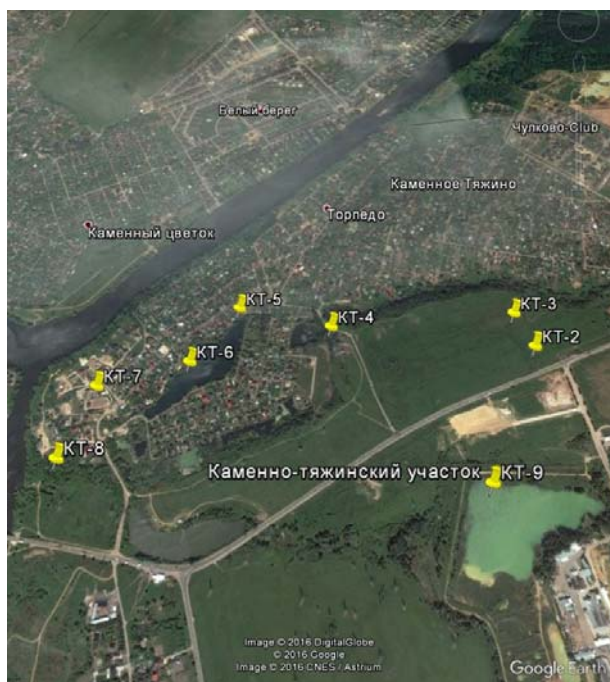 Белый берег
Чулково-Club
Каменное Тяжино
Торпедо
Каменный цветок
КТ-5
КТ-3
КТ-4
КТ-2
КТ-6
КТ-7
КТ-8
Каменно-тяжинский участок КТ-9
Image © 2016 DigitalGlobe
© 2016 Google
Image © 2016 CNES / Astrium
Google Earth